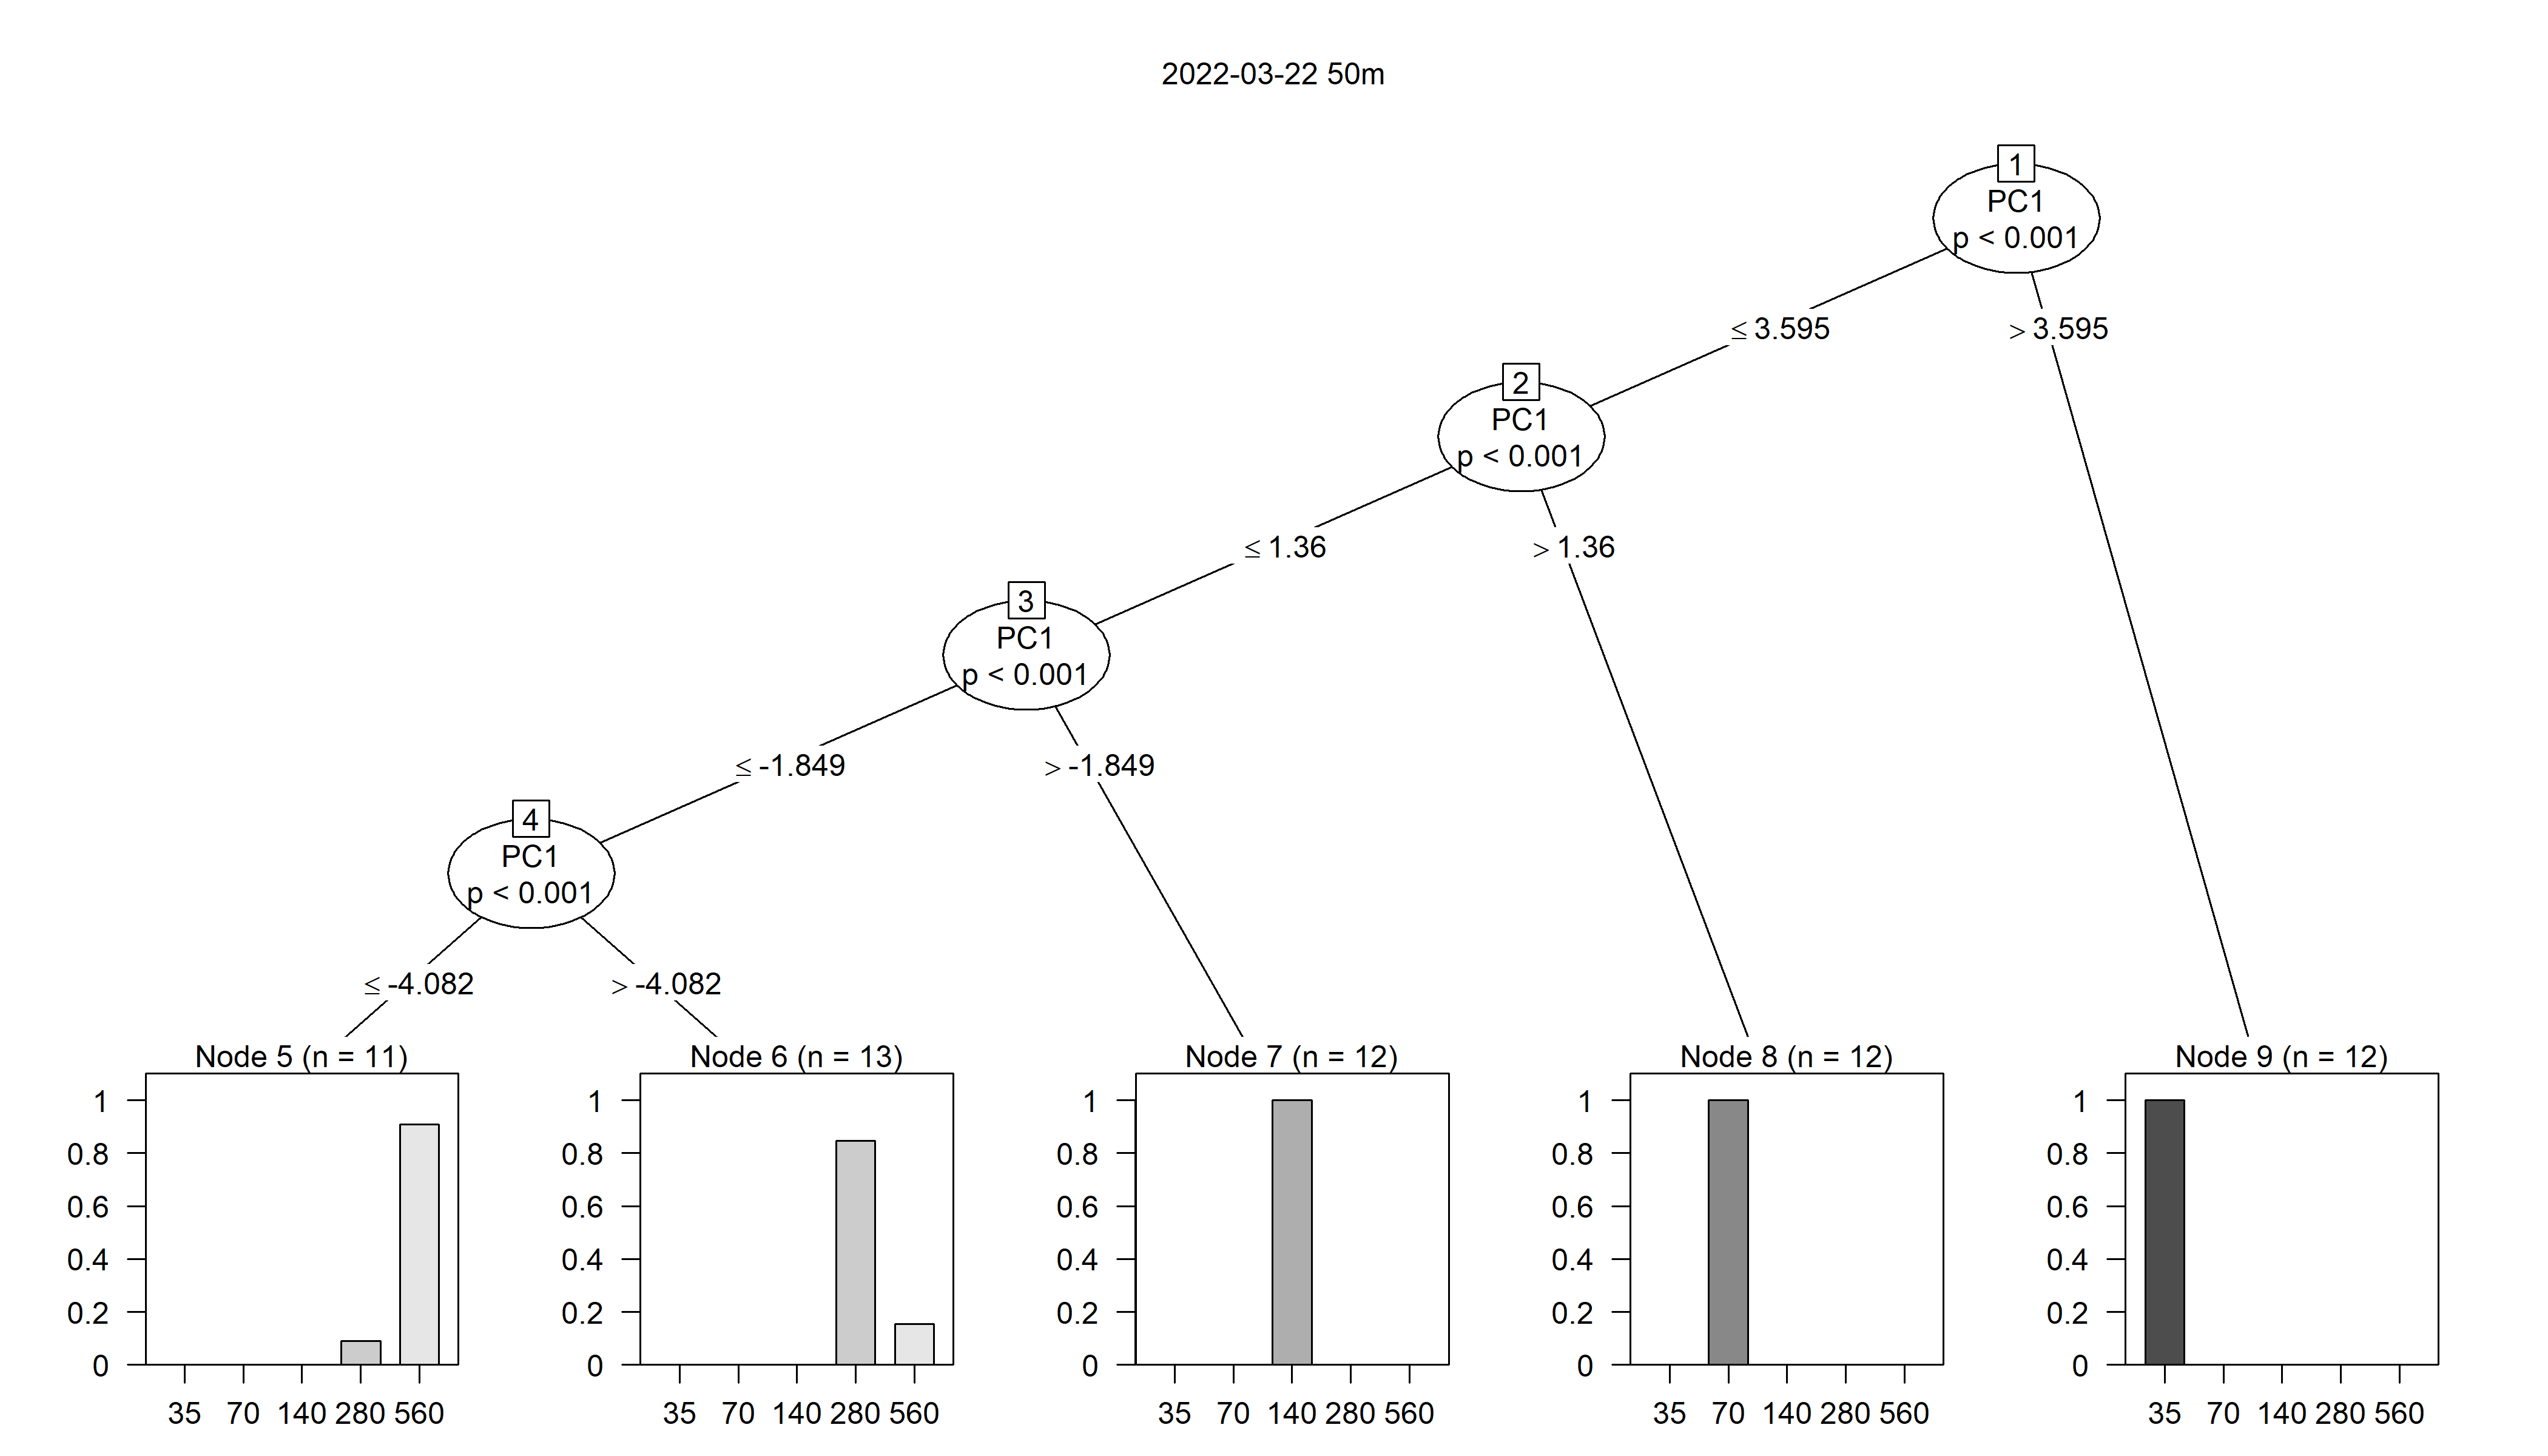 2022-03-22 50m
1
PC1
p < 0.001
≤ 3.595
> 3.595
2
PC1
p < 0.001
≤ 1.36
> 1.36
3
PC1
p < 0.001
≤ -1.849
> -1.849
4
PC1
p < 0.001
≤ -4.082
> -4.082
Node 5 (n = 11)
1
0.8
0.6
0.4
0.2
0
35 70 140 280 560
Node 6 (n = 13)
1
0.8
0.6
0.4
0.2
0
35 70 140 280 560
Node 7 (n = 12)
1
0.8
0.6
0.4
0.2
0
35 70 140 280 560
Node 8 (n = 12)
1
0.8
0.6
0.4
0.2
0
35 70 140 280 560
Node 9 (n = 12)
1
0.8
0.6
0.4
0.2
0
35 70 140 280 560